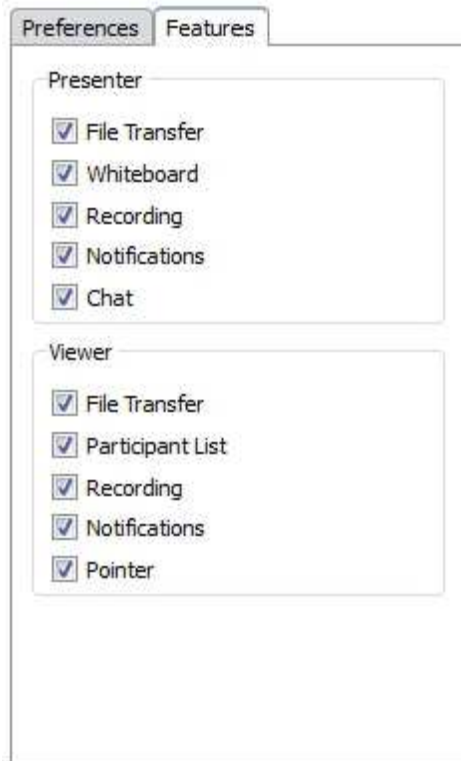 Preferences Features
Presenter
File Transfer
Whiteboard
Recording
Notifications
Chat
Viewer
File Transfer
Participant List
Recording
Notifications
Pointer